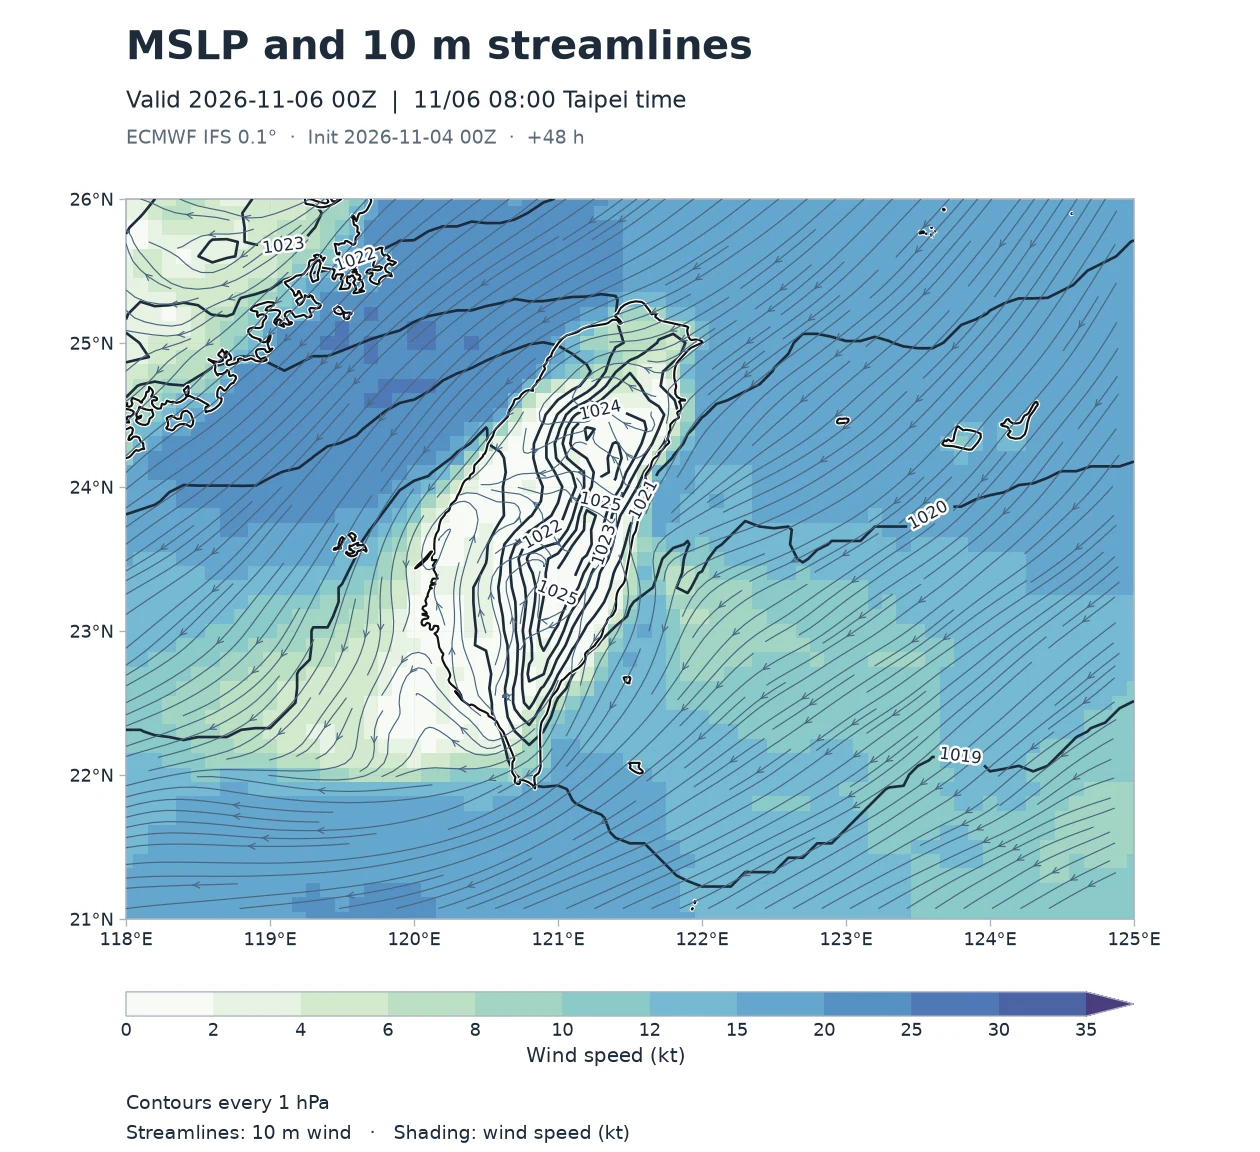 MSLP and 10 m streamlines
Valid 2026-11-06 00Z | 11/06 08:00 Taipei time
ECMWF IFS 0.1° · Init 2026-11-04 00Z · +48 h
26°N
1023
1022
25°N
1024
24°N
1025
1021
1020
1022
1023
1025
23°N
1019
22°N
21°N
118°E 119°E 120°E 121°E 122°E 123°E 124°E 125°E
0 2 4 6 8 10 12 15 20 25 30 35
Wind speed (kt)
Contours every 1 hPa
Streamlines: 10 m wind · Shading: wind speed (kt)